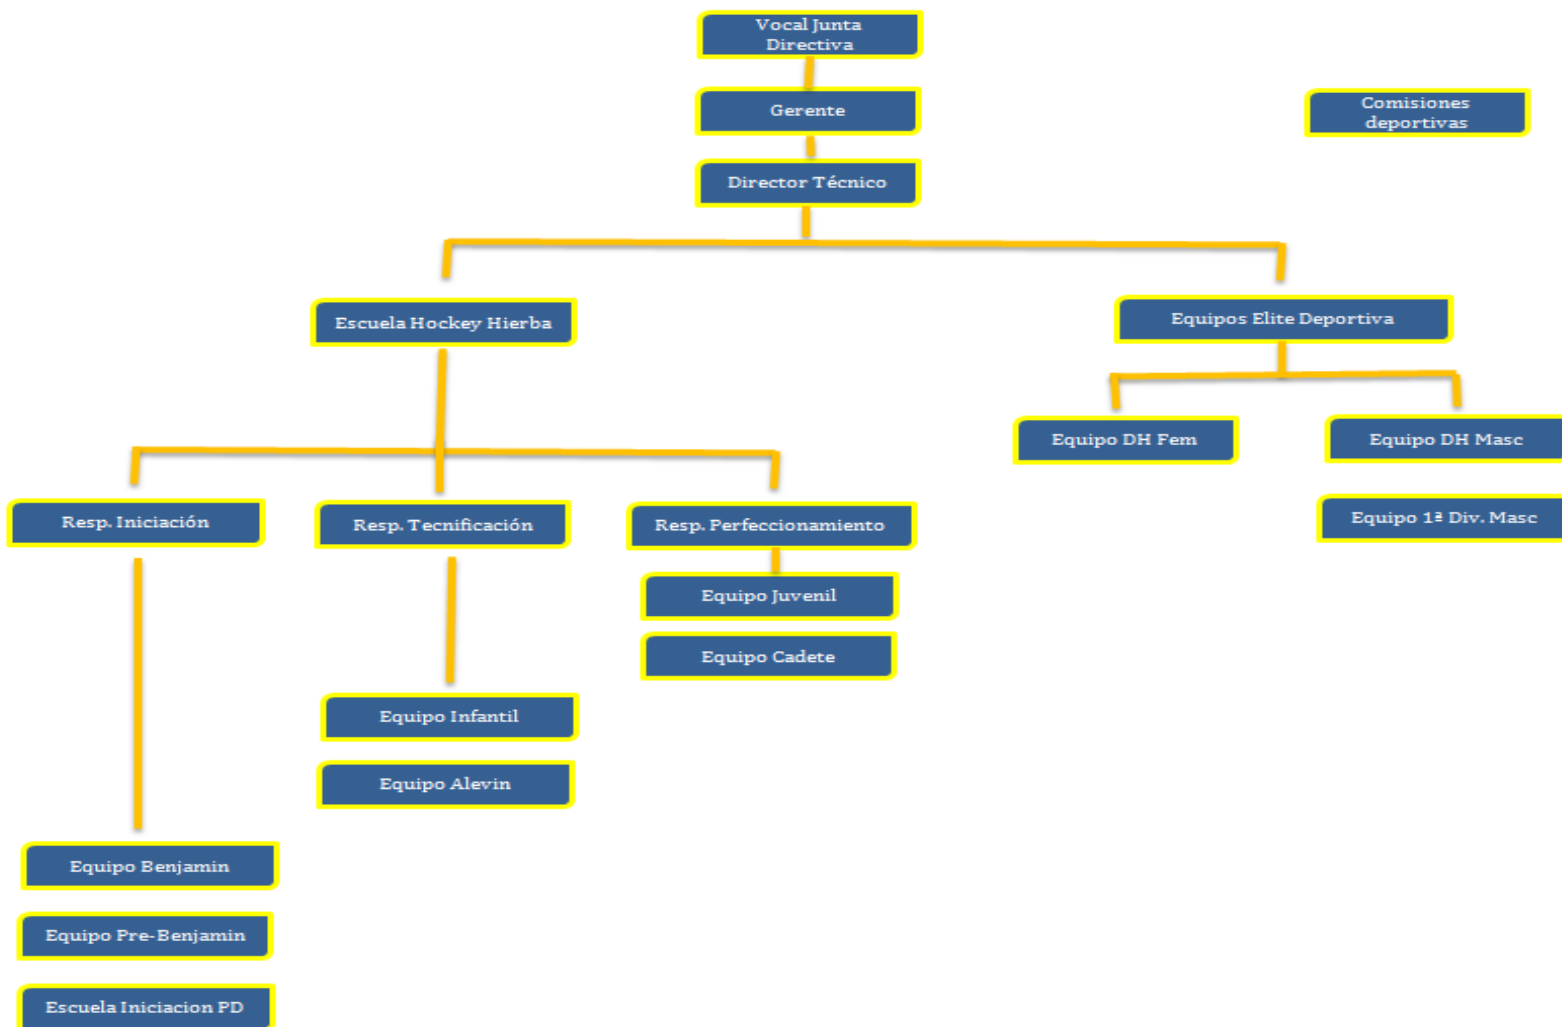 Vocal Junta
Directiva
Gerente
Comisiones
deportivas
Director Técnico
Escuela Hockey Hierba
Equipos Elite Deportiva
Equipo DH Fem
Equipo DH Masc
Resp. Iniciación
Resp. Tecnificación
Resp. Perfeccionamiento
Equipo 1ª Div. Masc
Equipo Juvenil
Equipo Cadete
Equipo Infantil
Equipo Alevin
Equipo Benjamin
Equipo Pre-Benjamin
Escuela Iniciacion PD